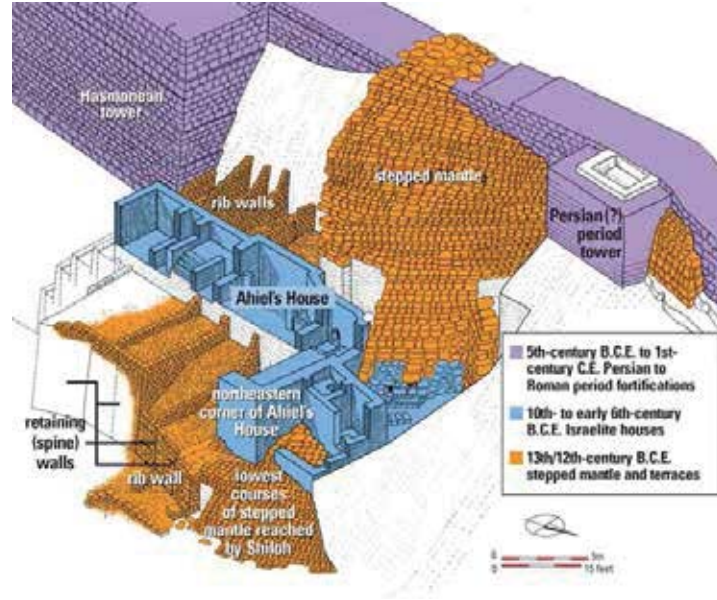 Hasmonean
tower
stepped mantle
rib walls
Persian(?)
period
tower
Ahiel's House
northeastern
corner of Ahiel's
House
retaining
(spine)
walls
rib wall
lowest
courses
of stepped
mantle reached
by Shiloh
5th-century B.C.E. to 1st-
century C.E. Persian to
Roman period fortifications
10th- to early 6th-century
B.C.E. Israelite houses
13th/12th-century B.C.E.
stepped mantle and terraces
0 5m
0 15 feet